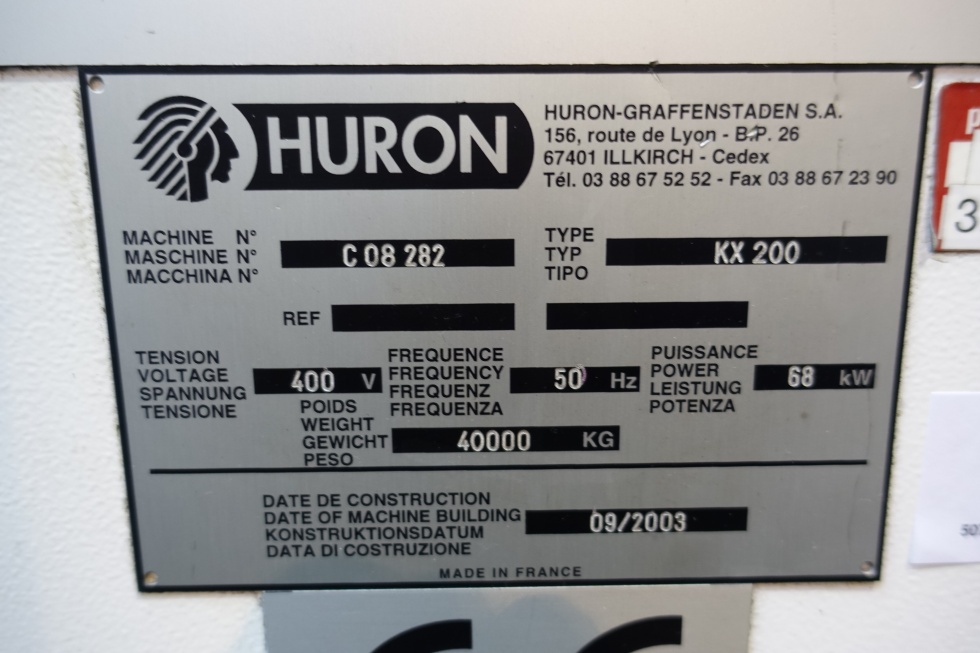 HURON
HURON-GRAFFENSTADEN S.A.
156, route de Lyon - B.P. 26
67401 ILLKIRCH - Cedex
Tél. 03 88 67 52 52 - Fax 03 88 67 23 90
MACHINE N°
MASCHINE N°
MACCHINA N°
C 08 282
TYPE
TYP
TIPO
KX 200
REF
TENSION
VOLTAGE
SPANNUNG
TENSIONE
400 V
FREQUENCE
FREQUENCY
FREQUENZ
FREQUENZA
50 Hz
PUISSANCE
POWER
LEISTUNG
POTENZA
68 kW
POIDS
WEIGHT
GEWICHT
PESO
40000 KG
DATE DE CONSTRUCTION
DATE OF MACHINE BUILDING
KONSTRUKTIONSDATUM
DATA DI COSTRUZIONE
09/2003
MADE IN FRANCE